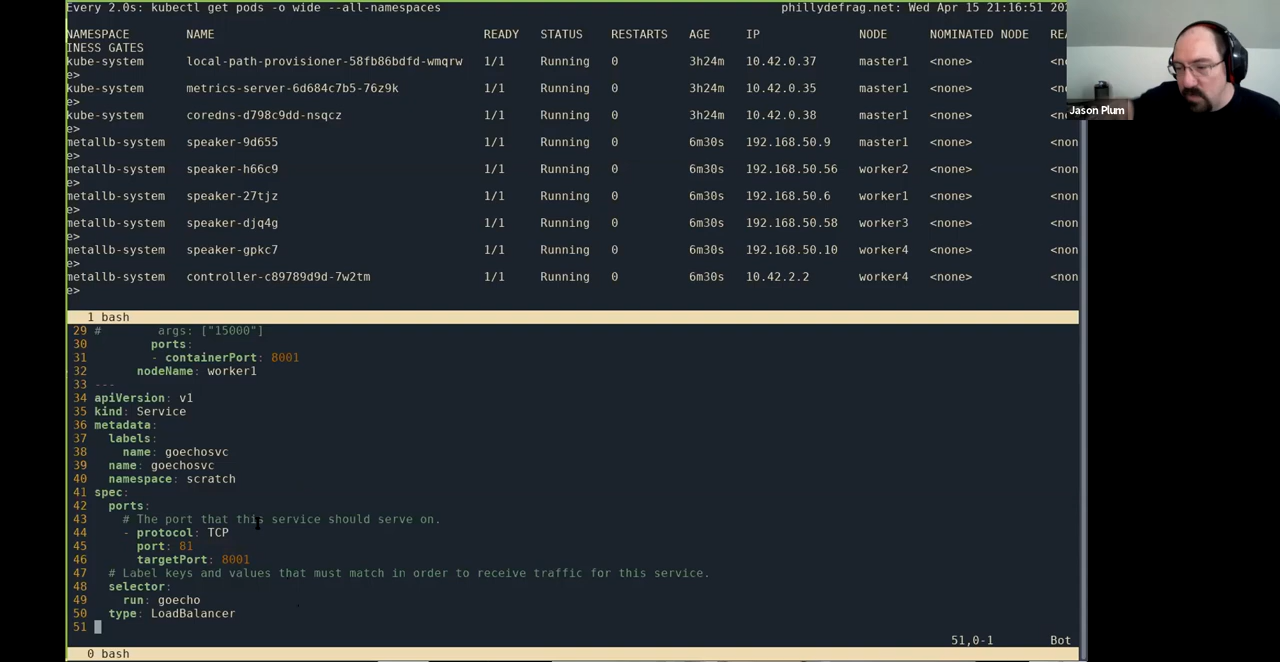 Every 2.0s: kubectl get pods -o wide --all-namespaces phillydefrag.net: Wed Apr 15 21:16:51 20
NAMESPACE NAME READY STATUS RESTARTS AGE IP NODE NOMINATED NODE REA
INESS GATES
kube-system local-path-provisioner-58fb86bdfd-wmqrw 1/1 Running 0 3h24m 10.42.0.37 master1 <none> <no
e>
kube-system metrics-server-6d684c7b5-76z9k 1/1 Running 0 3h24m 10.42.0.35 master1 <none> <no
e>
kube-system coredns-d798c9dd-nsqcz 1/1 Running 0 3h24m 10.42.0.38 master1 <none> <no
e>
metallb-system speaker-9d655 1/1 Running 0 6m30s 192.168.50.9 master1 <none> <non
e>
metallb-system speaker-h66c9 1/1 Running 0 6m30s 192.168.50.56 worker2 <none> <non
e>
metallb-system speaker-27tjz 1/1 Running 0 6m30s 192.168.50.6 worker1 <none> <non
e>
metallb-system speaker-djq4g 1/1 Running 0 6m30s 192.168.50.58 worker3 <none> <non
e>
metallb-system speaker-gpkc7 1/1 Running 0 6m30s 192.168.50.10 worker4 <none> <non
e>
metallb-system controller-c89789d9d-7w2tm 1/1 Running 0 6m30s 10.42.2.2 worker4 <none> <non
e>
1 bash
29 # args: ["15000"]
30 ports:
31 - containerPort: 8001
32 nodeName: worker1
33 ---
34 apiVersion: v1
35 kind: Service
36 metadata:
37 labels:
38 name: goechosvc
39 name: goechosvc
40 namespace: scratch
41 spec:
42 ports:
43 # The port that this service should serve on.
44 - protocol: TCP
45 port: 81
46 targetPort: 8001
47 # Label keys and values that must match in order to receive traffic for this service.
48 selector:
49 run: goecho
50 type: LoadBalancer
51
51,0-1 Bot
0 bash
Jason Plum